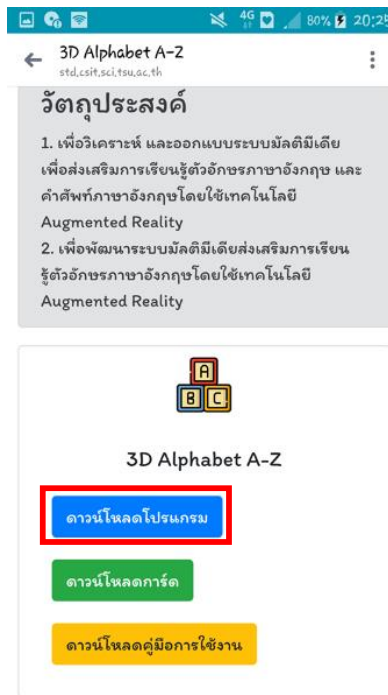 4G 80% 20:25
3D Alphabet A-Z
std.csit.sci.tsu.ac.th
วัตถุประสงค์
1. เพื่อวิเคราะห์ และออกแบบระบบมัลติมีเดีย
เพื่อส่งเสริมการเรียนรู้ตัวอักษรภาษาอังกฤษ และ
คำศัพท์ภาษาอังกฤษโดยใช้เทคโนโลยี
Augmented Reality
2. เพื่อพัฒนาระบบมัลติมีเดียส่งเสริมการเรียน
รู้ตัวอักษรภาษาอังกฤษโดยใช้เทคโนโลยี
Augmented Reality
A
B C
3D Alphabet A-Z
ดาวน์โหลดโปรแกรม
ดาวน์โหลดการ์ด
ดาวน์โหลดคู่มือการใช้งาน